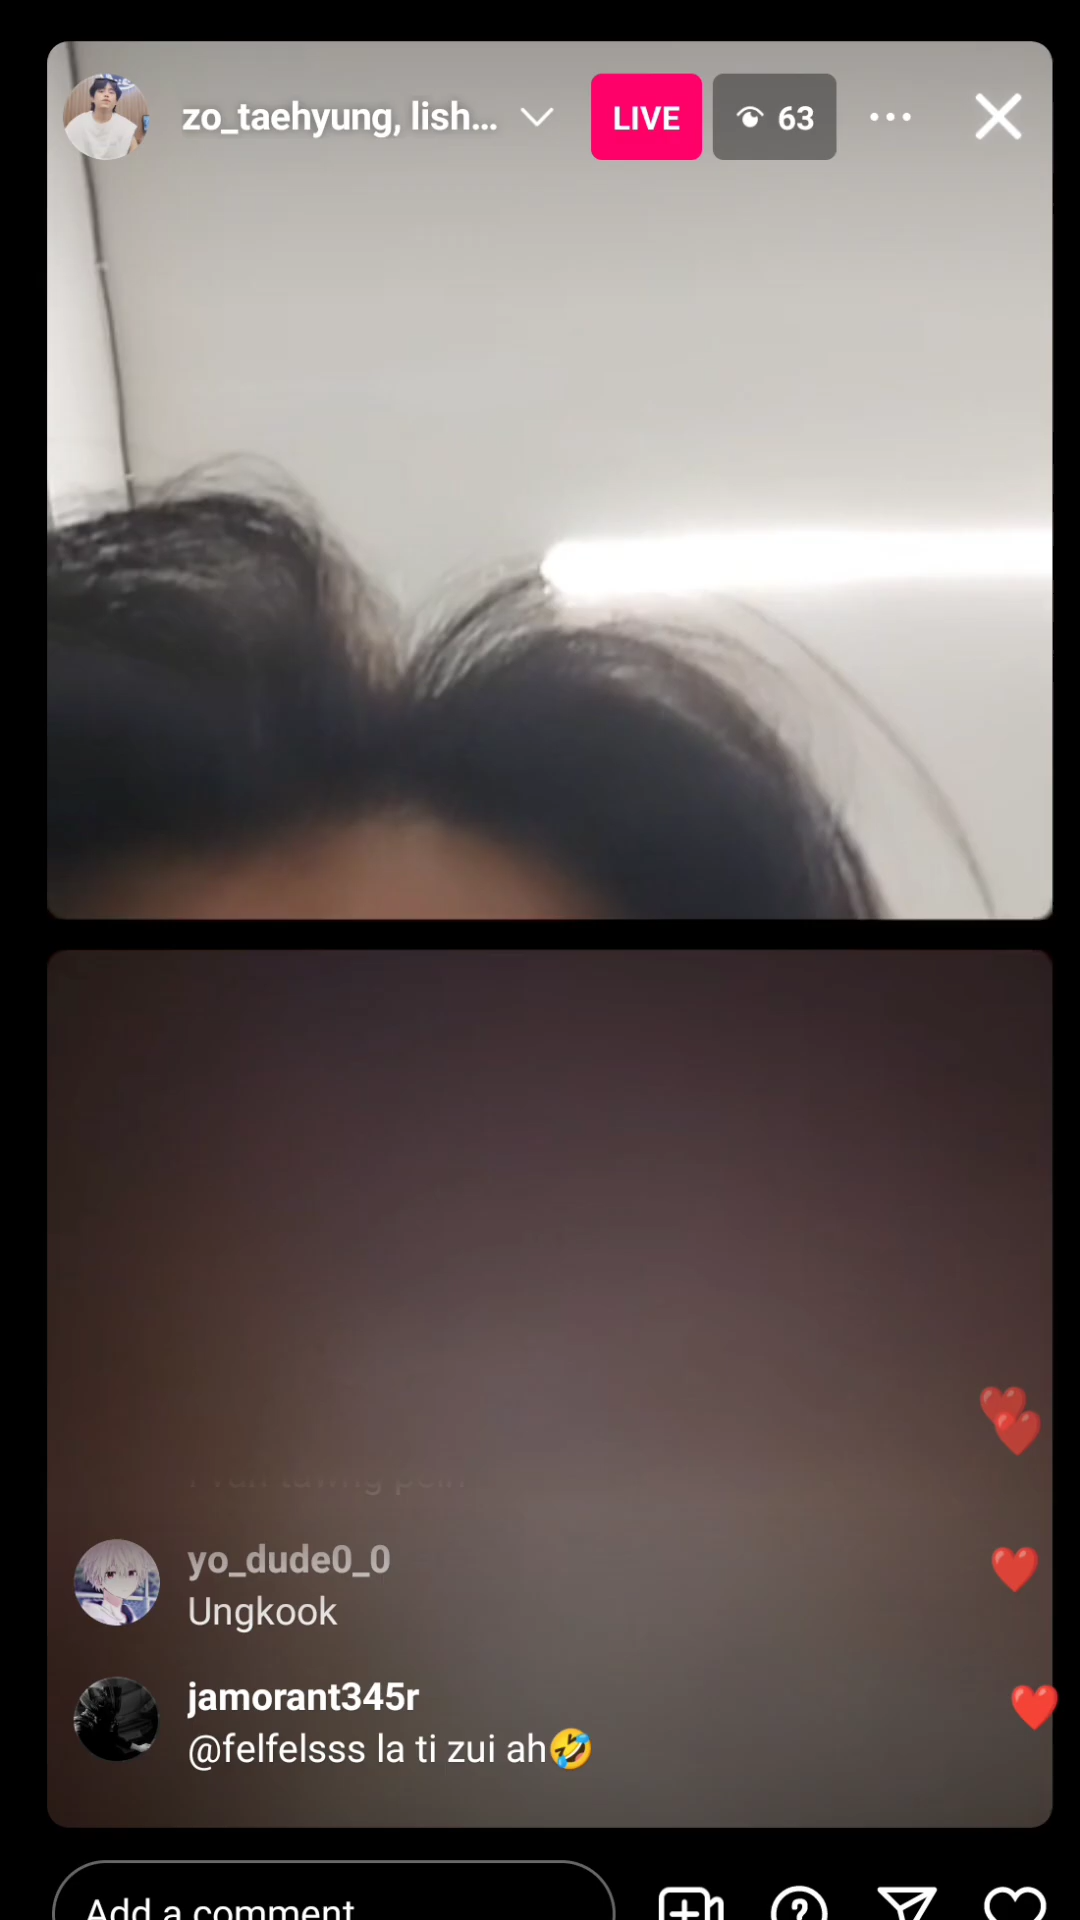 zo_taehyung, lish...
LIVE
63
yo_dude0_0
Ungkook
jamorant345r
@felfelsss la ti zui ah🤣
Add a comment